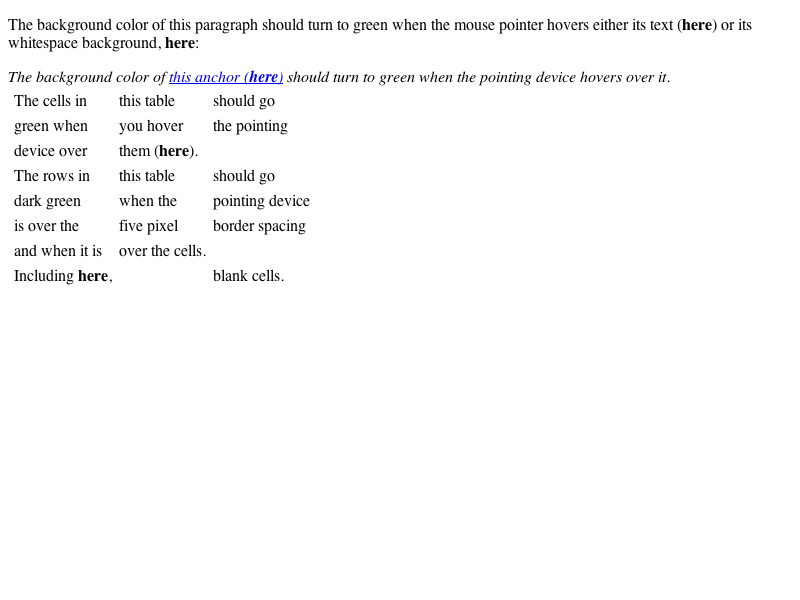 The background color of this paragraph should turn to green when the mouse pointer hovers either its text (here) or its
whitespace background, here:
The background color of this anchor (here) should turn to green when the pointing device hovers over it.
The cells in this table should go
green when you hover the pointing
device over them (here).
The rows in this table should go
dark green when the pointing device
is over the five pixel border spacing
and when it is over the cells.
Including here, blank cells.